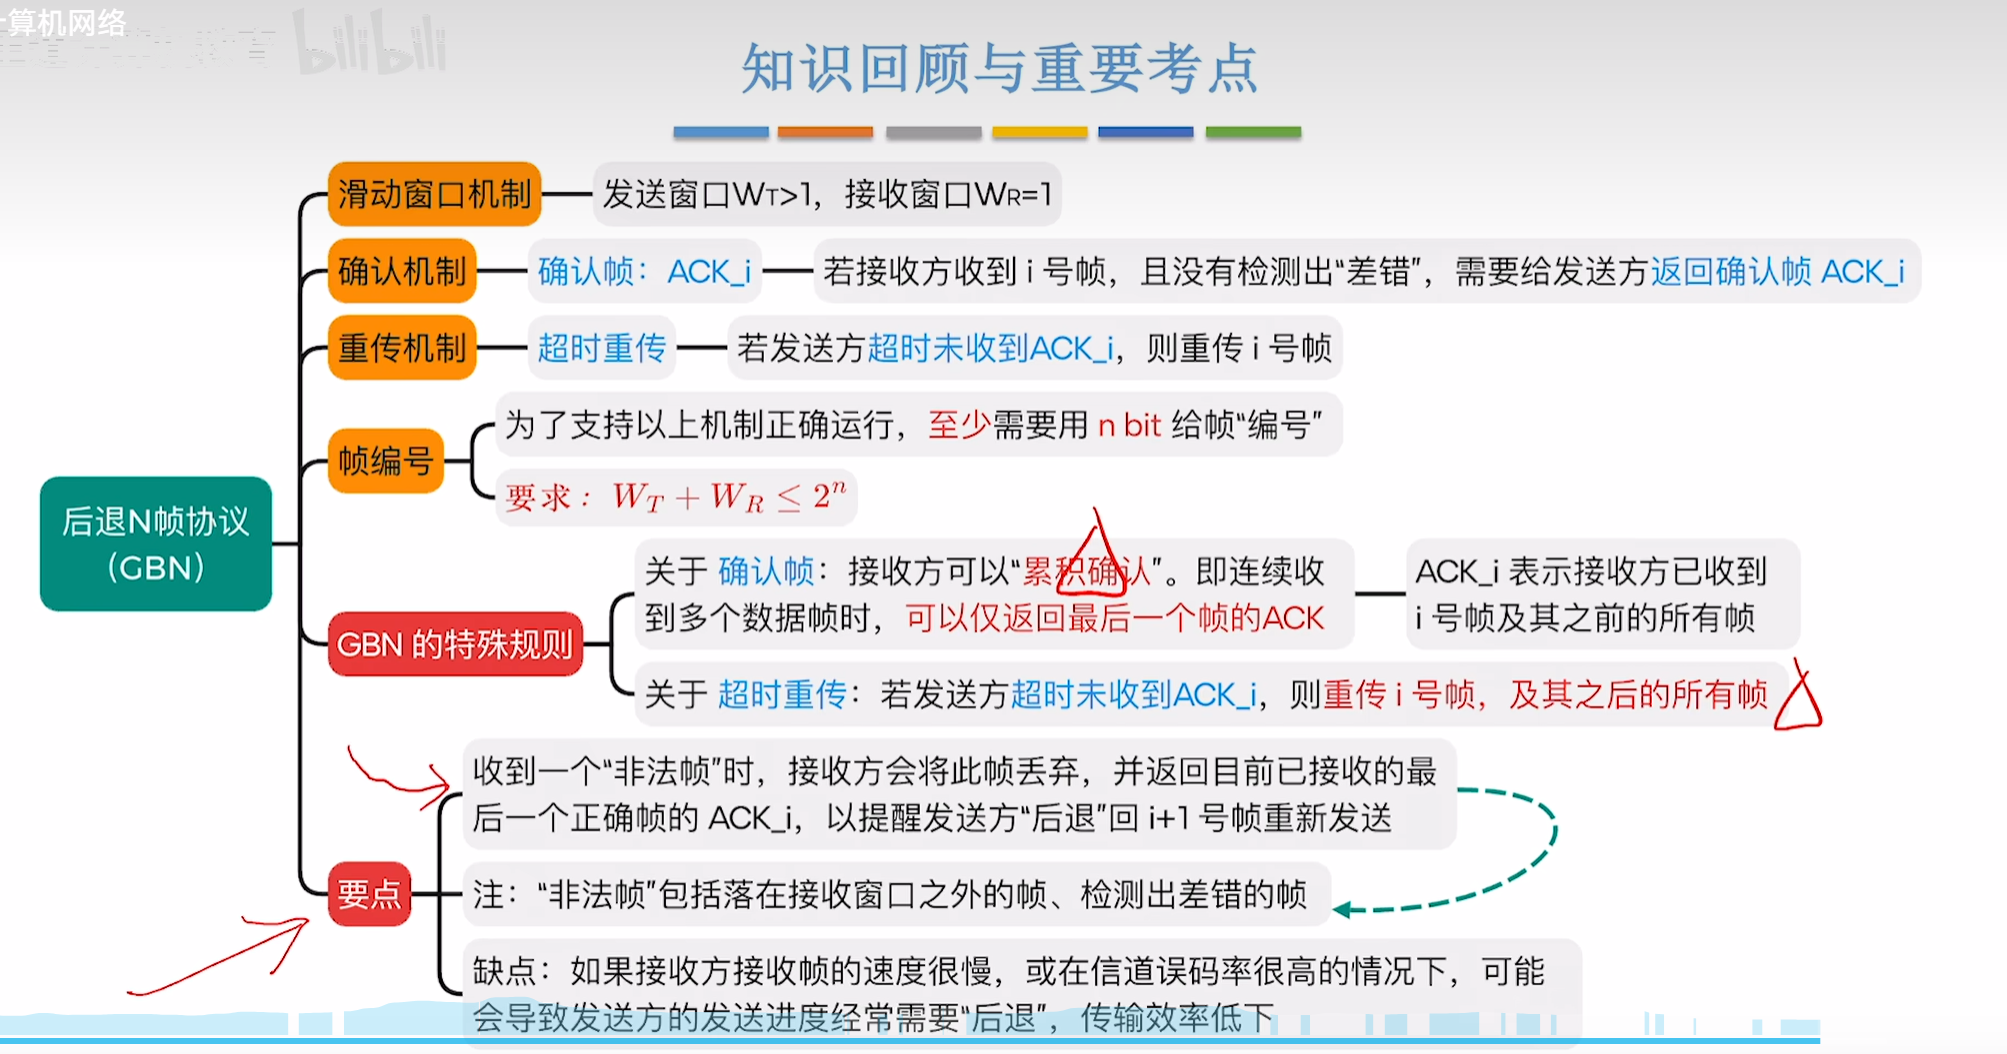 计算机网络
bilibili
知识回顾与重要考点
滑动窗口机制
发送窗口WT>1，接收窗口WR=1
确认机制
确认帧：ACK_i
若接收方收到 i 号帧，且没有检测出“差错”，需要给发送方返回确认帧 ACK_i
重传机制
超时重传
若发送方超时未收到ACK_i，则重传 i 号帧
帧编号
为了支持以上机制正确运行，至少需要用 n bit 给帧“编号”
要求：W_T + W_R ≤ 2^n
后退N帧协议
（GBN）
GBN 的特殊规则
关于 确认帧：接收方可以“累积确认”。即连续收
到多个数据帧时，可以仅返回最后一个帧的ACK
ACK_i 表示接收方已收到
i 号帧及其之前的所有帧
关于 超时重传：若发送方超时未收到ACK_i，则重传 i 号帧，及其之后的所有帧
要点
收到一个“非法帧”时，接收方会将此帧丢弃，并返回目前已接收的最
后一个正确帧的 ACK_i，以提醒发送方“后退”回 i+1 号帧重新发送
注：“非法帧”包括落在接收窗口之外的帧、检测出差错的帧
缺点：如果接收方接收帧的速度很慢，或在信道误码率很高的情况下，可能
会导致发送方的发送进度经常需要“后退”，传输效率低下